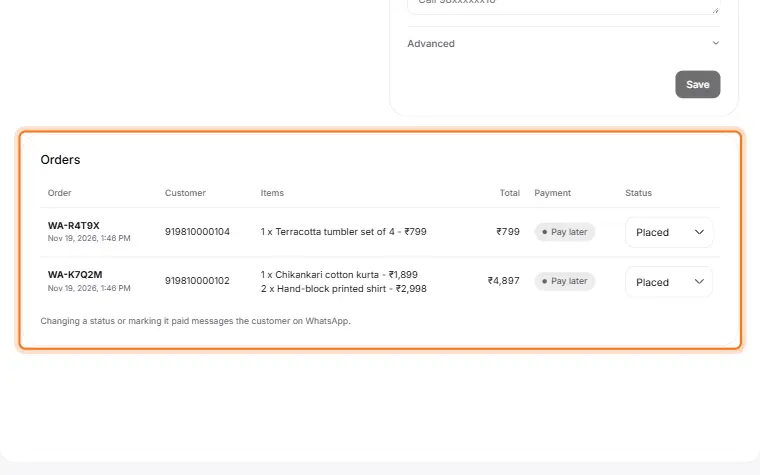 Advanced
Save
Orders
Order Customer Items Total Payment Status
WA-R4T9X
Nov 19, 2026, 1:46 PM
919810000104
1 x Terracotta tumbler set of 4 - ₹799
₹799
Pay later
Placed
WA-K7Q2M
Nov 19, 2026, 1:46 PM
919810000102
1 x Chikankari cotton kurta - ₹1,899
2 x Hand-block printed shirt - ₹2,998
₹4,897
Pay later
Placed
Changing a status or marking it paid messages the customer on WhatsApp.